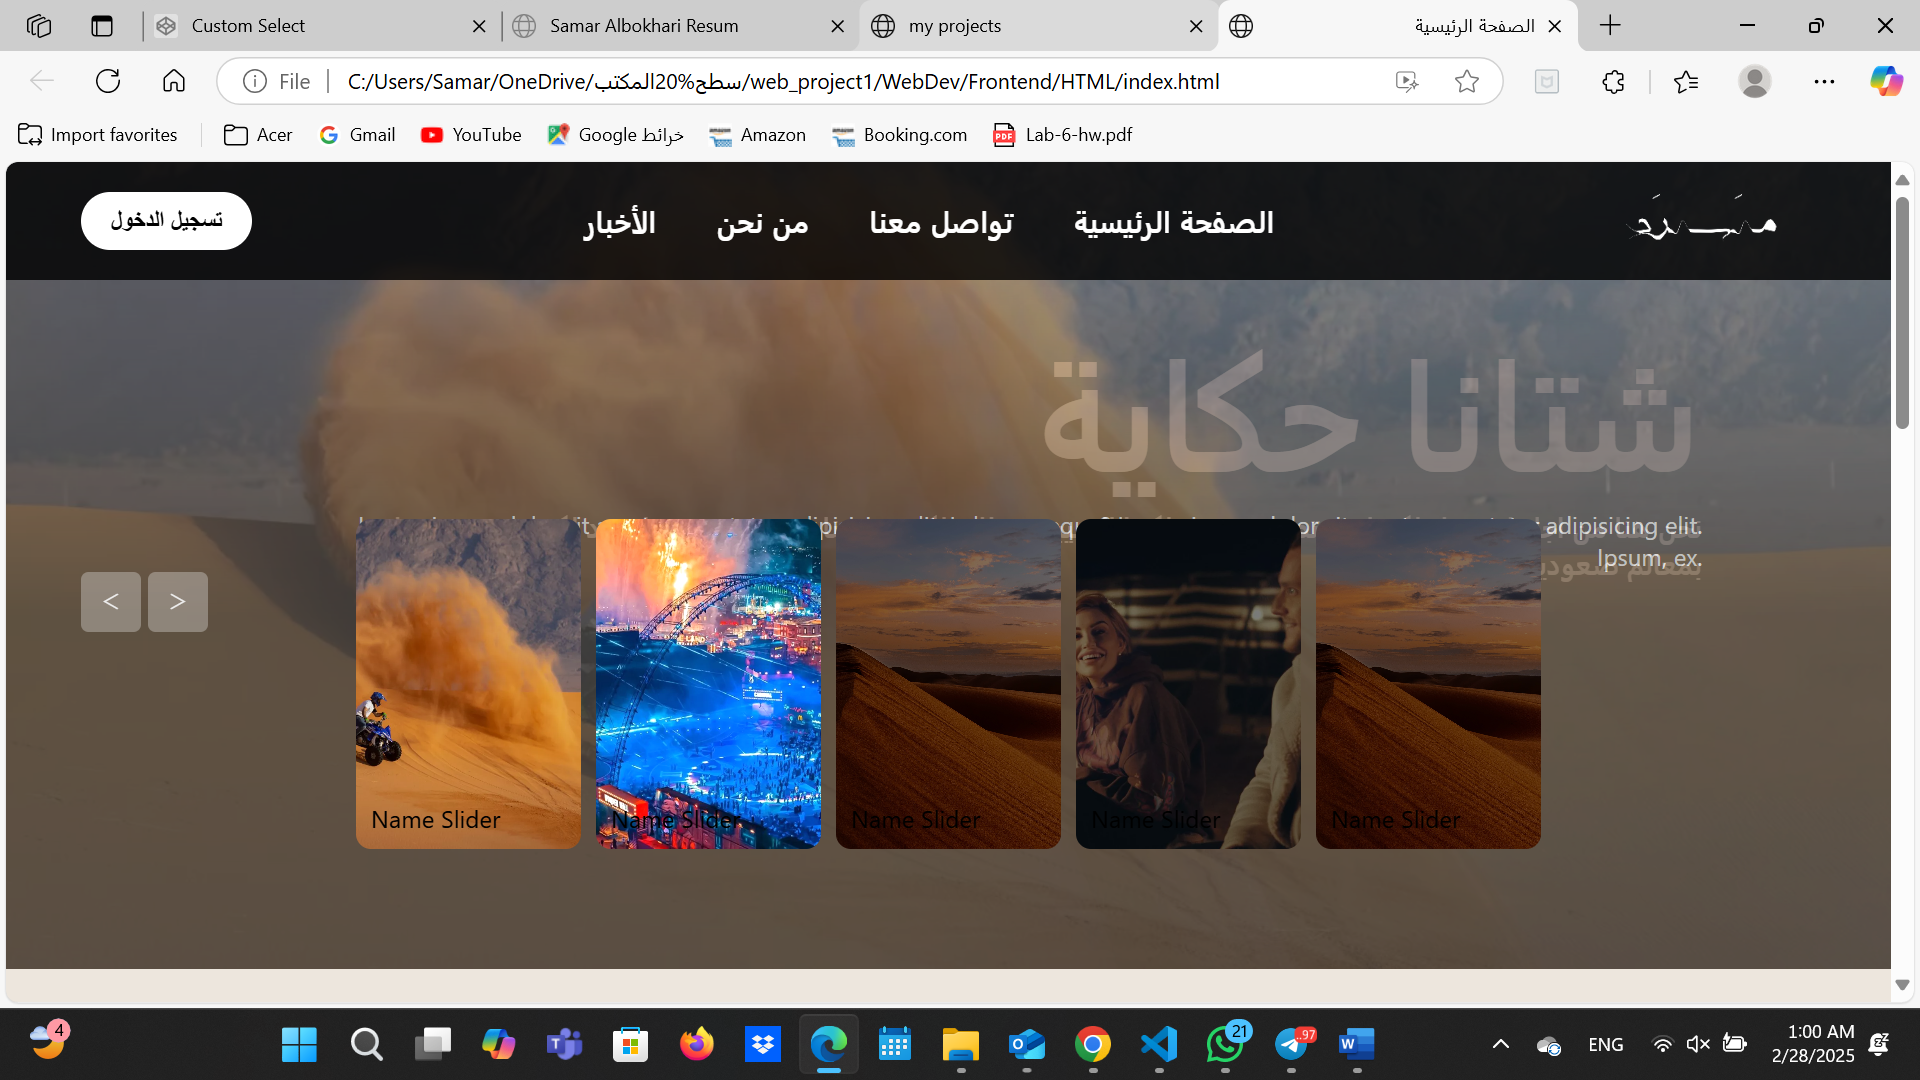 Custom Select
Samar Albokhari Resum
my projects
الصفحة الرئيسية
File
C:/Users/Samar/OneDrive/سطح%20المكتب/web_project1/WebDev/Frontend/HTML/index.html
Import favorites
Acer
Gmail
YouTube
Google خرائط
Amazon
Booking.com
Lab-6-hw.pdf
مسرد
الصفحة الرئيسية
تواصل معنا
من نحن
الأخبار
تسجيل الدخول
شتانا حكاية
adipisicing elit.
Ipsum, ex.
<
>
Name Slider
Name Slider
Name Slider
Name Slider
Name Slider
4
21
..97
ENG
1:00 AM
2/28/2025